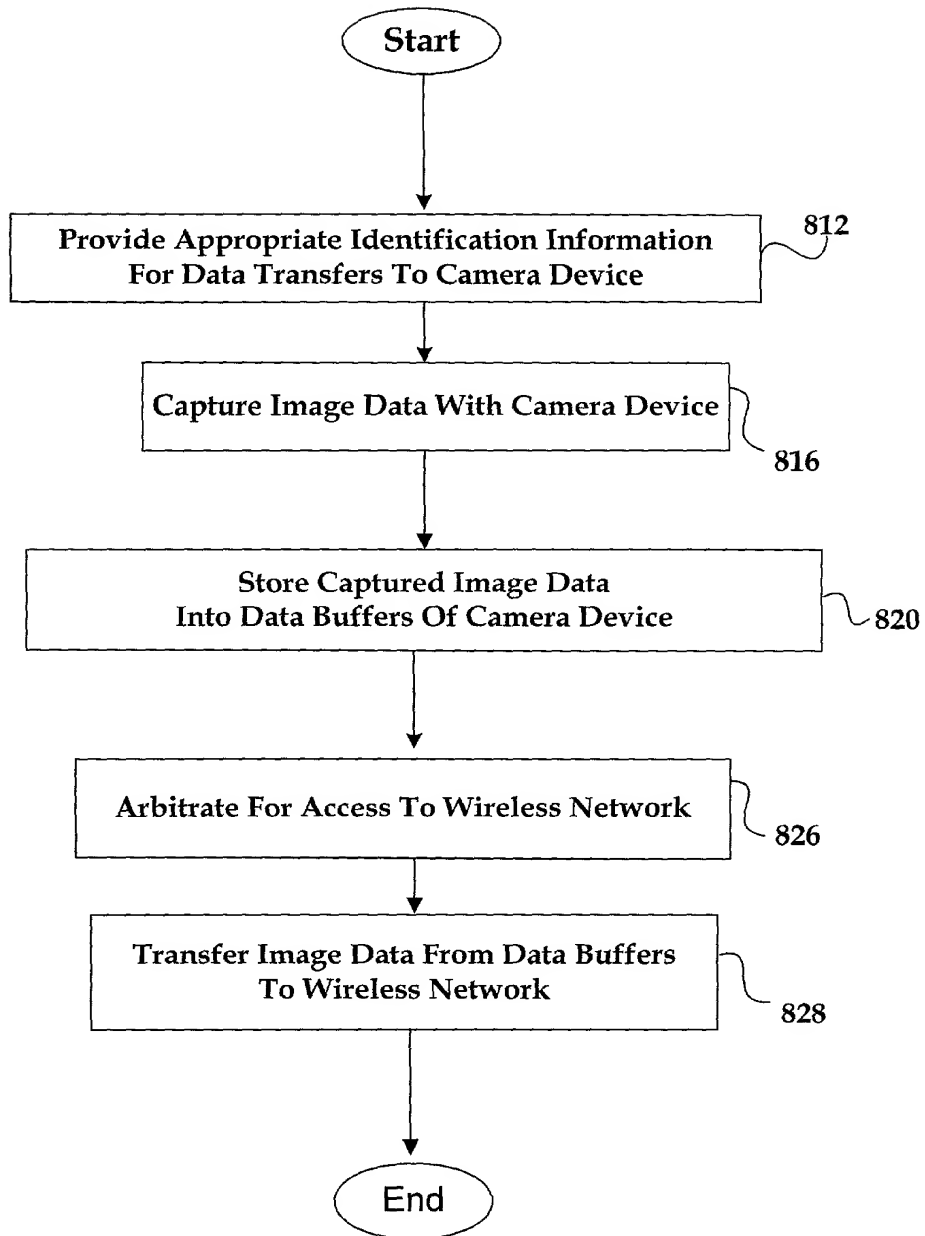 Start
Provide Appropriate Identification Information
For Data Transfers To Camera Device
812
Capture Image Data With Camera Device
816
Store Captured Image Data
Into Data Buffers Of Camera Device
820
Arbitrate For Access To Wireless Network
826
Transfer Image Data From Data Buffers
To Wireless Network
828
End